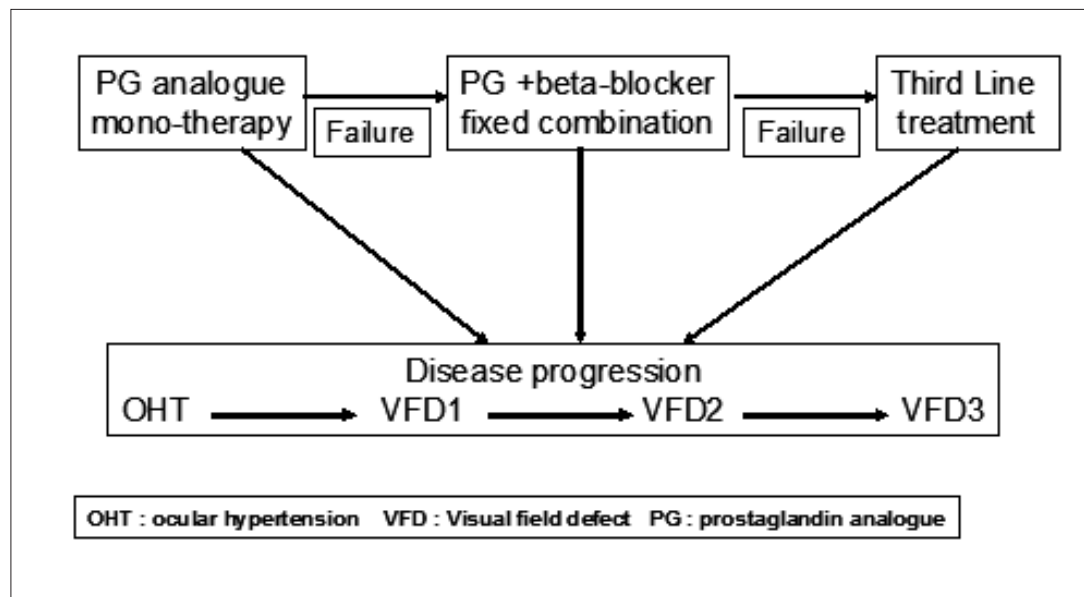 PG analogue
mono-therapy
Failure
PG +beta-blocker
fixed combination
Failure
Third Line
treatment
Disease progression
OHT VFD1 VFD2 VFD3
OHT : ocular hypertension VFD : Visual field defect PG : prostaglandin analogue